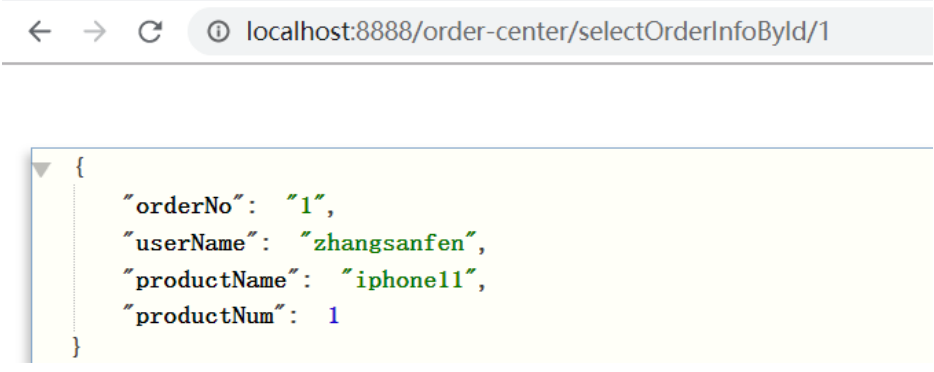 localhost:8888/order-center/selectOrderInfoById/1
{
"orderNo": "1",
"userName": "zhangsanfen",
"productName": "iphone11",
"productNum": 1
}